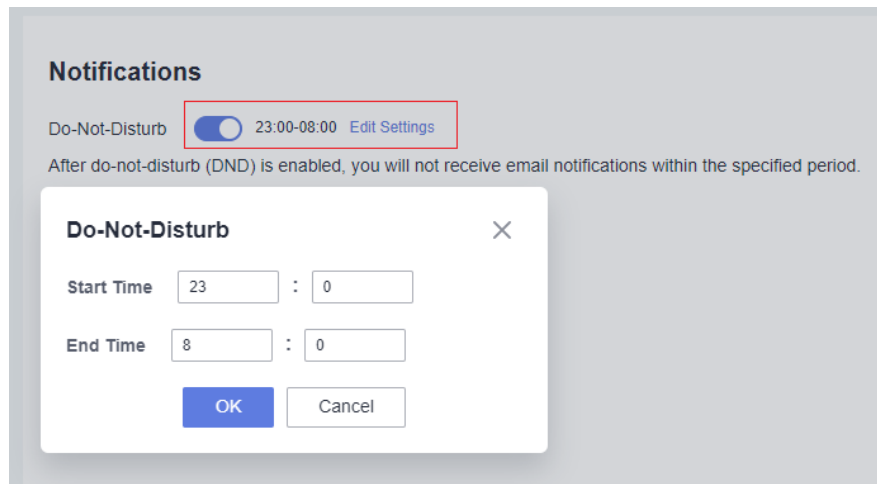 Notifications
Do-Not-Disturb 23:00-08:00 Edit Settings
After do-not-disturb (DND) is enabled, you will not receive email notifications within the specified period.
Do-Not-Disturb
Start Time 23 : 0
End Time 8 : 0
OK Cancel